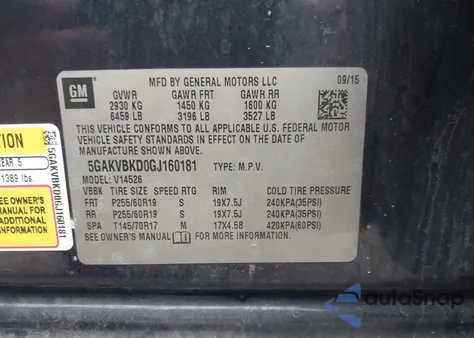 GM
MFD BY GENERAL MOTORS LLC 09/15
GVWR GAWR FRT GAWR RR
2930 KG 1450 KG 1600 KG
6459 LB 3196 LB 3527 LB
THIS VEHICLE CONFORMS TO ALL APPLICABLE U.S. FEDERAL MOTOR
VEHICLE SAFETY STANDARDS IN EFFECT ON THE DATE OF
MANUFACTURE SHOWN ABOVE.
5GAKVBKD0GJ160181 TYPE: M.P.V.
MODEL: V14526
VBBK TIRE SIZE SPEED RTG RIM COLD TIRE PRESSURE
FRT P255/60R19 S 19X7.5J 240KPA(35PSI)
RR P255/60R19 S 19X7.5J 240KPA(35PSI)
SPA T145/70R17 M 17X4.5B 420KPA(60PSI)
SEE OWNER'S MANUAL FOR MORE INFORMATION.
TION
EAR 5
1389 lbs.
E OWNER'S
MANUAL FOR
ADDITIONAL
FORMATION
5GAKVBKD0GJ160181
autoSnap